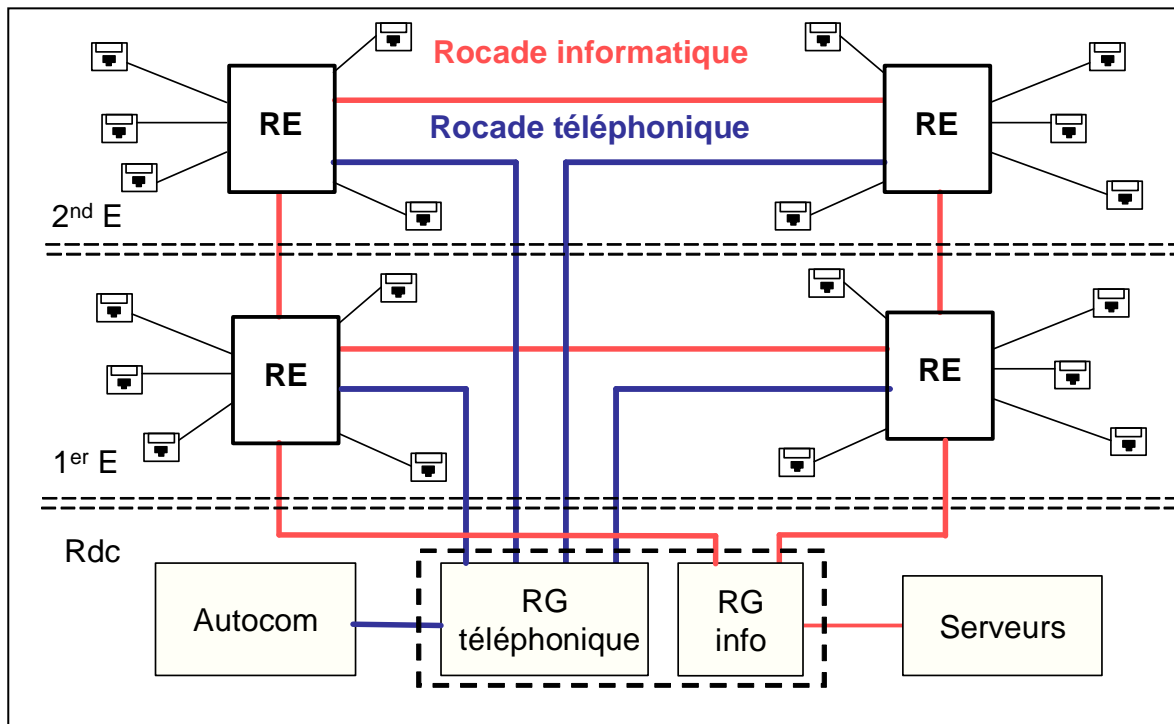 Rocade informatique
RE
RE
Rocade téléphonique
2nd E
RE
RE
1er E
Rdc
Autocom
RG
téléphonique
RG
info
Serveurs